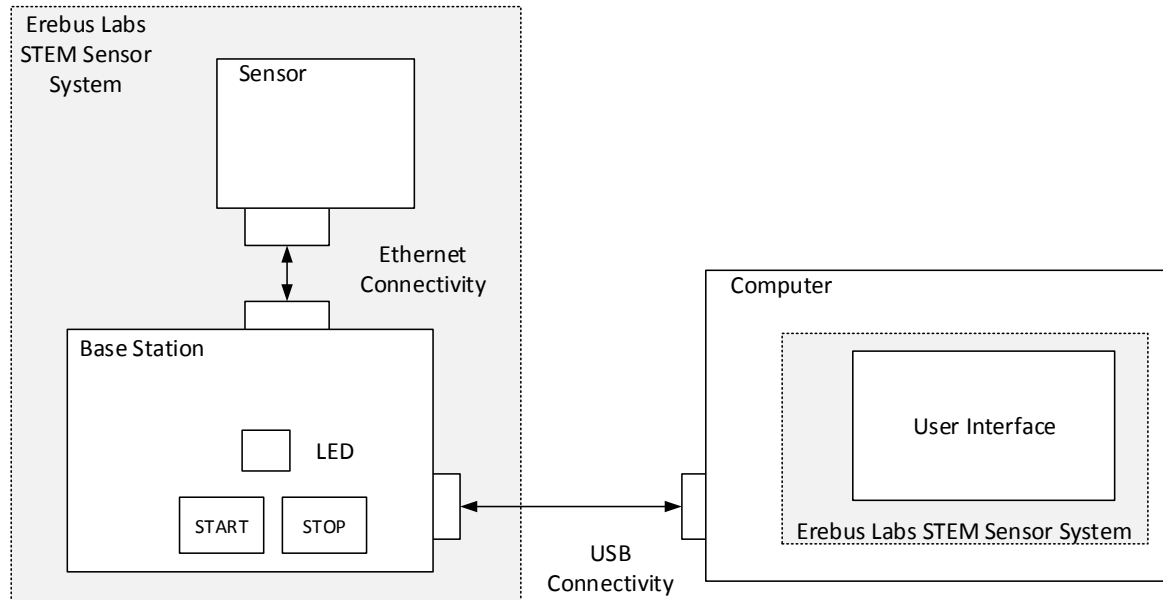 Erebus Labs
STEM Sensor
System
Sensor
Ethernet
Connectivity
Base Station
LED
START
STOP
USB
Connectivity
Computer
User Interface
Erebus Labs STEM Sensor System